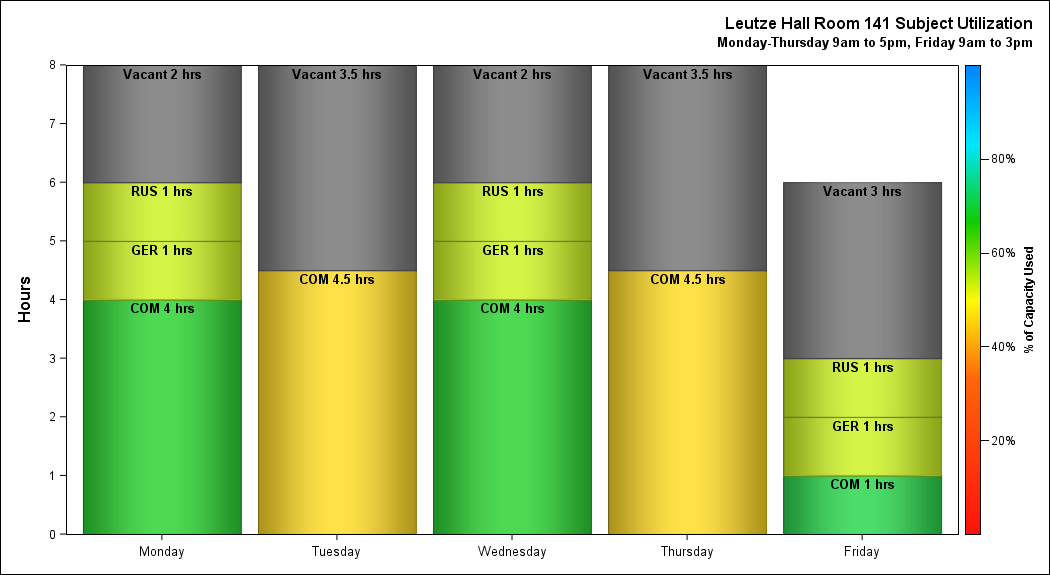 Leutze Hall Room 141 Subject Utilization
Monday-Thursday 9am to 5pm, Friday 9am to 3pm
Hours
8
7
6
5
4
3
2
1
0
Vacant 2 hrs
RUS 1 hrs
GER 1 hrs
COM 4 hrs
Vacant 3.5 hrs
COM 4.5 hrs
Vacant 2 hrs
RUS 1 hrs
GER 1 hrs
COM 4 hrs
Vacant 3.5 hrs
COM 4.5 hrs
Vacant 3 hrs
RUS 1 hrs
GER 1 hrs
COM 1 hrs
Monday
Tuesday
Wednesday
Thursday
Friday
80%
60%
40%
20%
% of Capacity Used